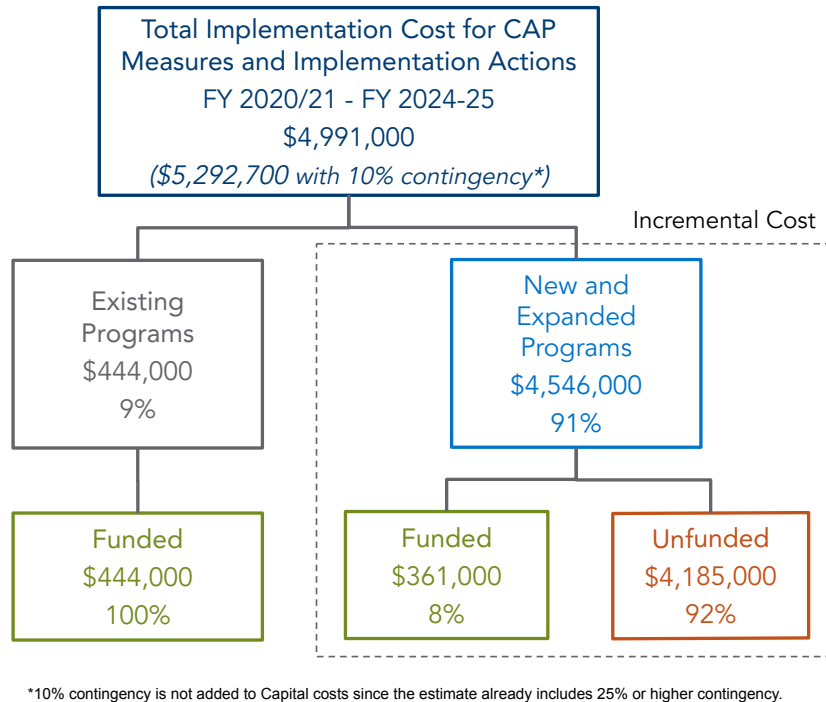 Total Implementation Cost for CAP
Measures and Implementation Actions
FY 2020/21 - FY 2024-25
$4,991,000
($5,292,700 with 10% contingency*)
Incremental Cost
Existing
Programs
$444,000
9%
New and
Expanded
Programs
$4,546,000
91%
Funded
$444,000
100%
Funded
$361,000
8%
Unfunded
$4,185,000
92%
*10% contingency is not added to Capital costs since the estimate already includes 25% or higher contingency.